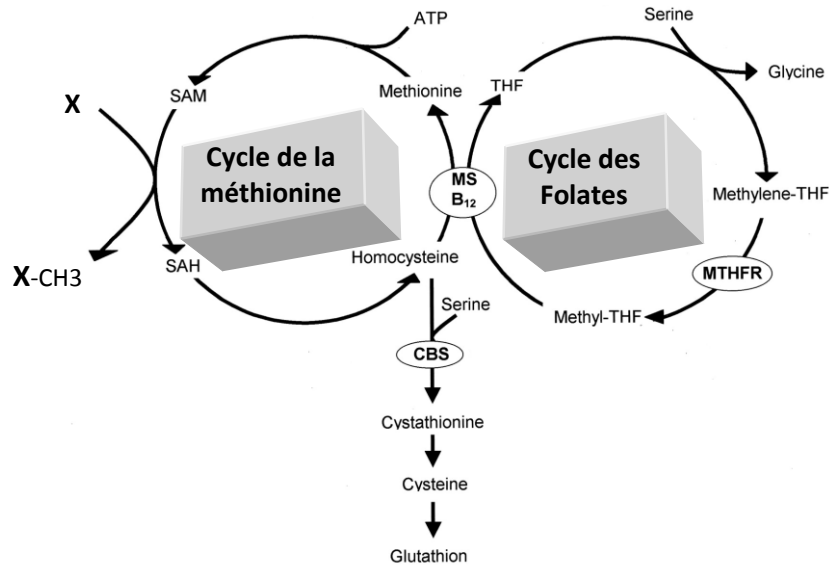 ATP
Serine
Glycine
SAM
Methionine
THF
X
Cycle de la
méthionine
Cycle des
Folates
MS
B₁₂
Methylene-THF
Homocysteine
SAH
X-CH3
MTHFR
Methyl-THF
Serine
CBS
Cystathionine
Cysteine
Glutathion